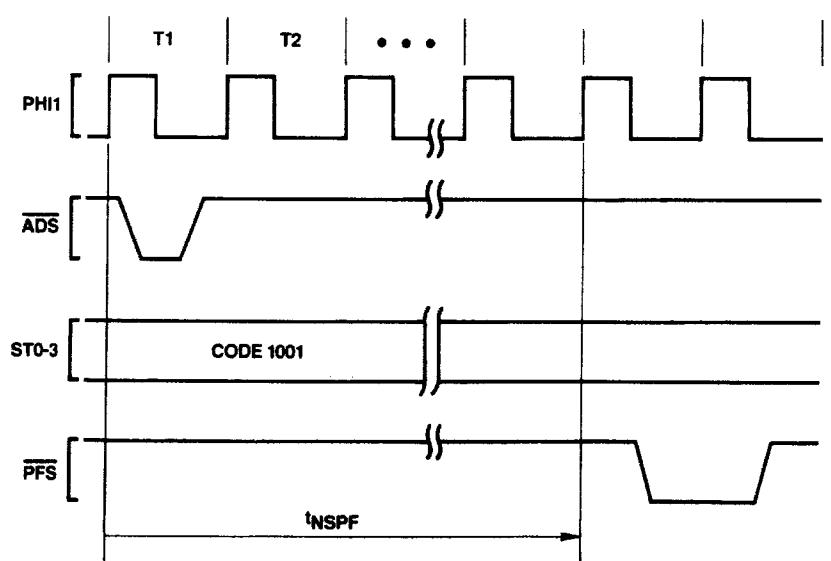 T1 T2 • • •
PHI1
ADS
ST0-3 CODE 1001
PFS
tNSPF